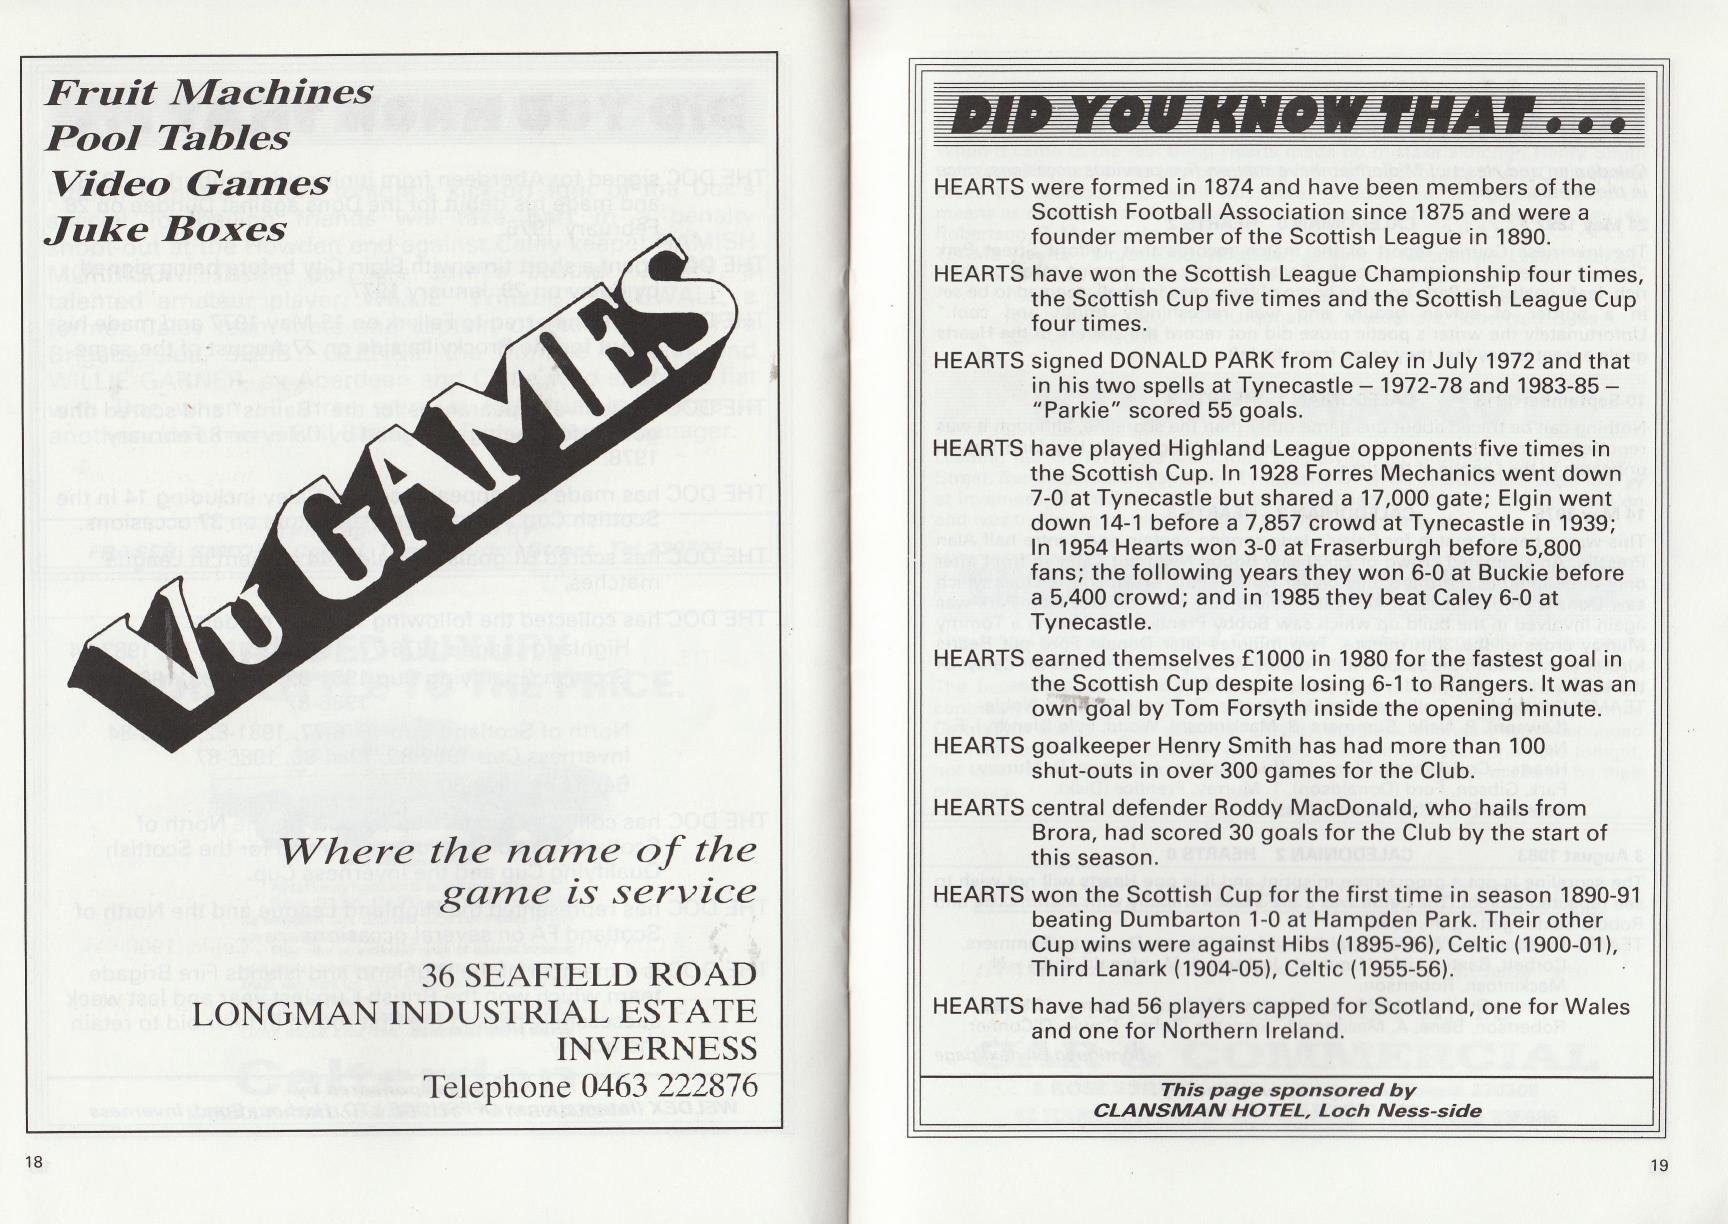 Fruit Machines
Pool Tables
Video Games
Juke Boxes
VU GAMES
Where the name of the
game is service
36 SEAFIELD ROAD
LONGMAN INDUSTRIAL ESTATE
INVERNESS
Telephone 0463 222876
18
DID YOU KNOW THAT...
HEARTS were formed in 1874 and have been members of the
Scottish Football Association since 1875 and were a
founder member of the Scottish League in 1890.
HEARTS have won the Scottish League Championship four times,
the Scottish Cup five times and the Scottish League Cup
four times.
HEARTS signed DONALD PARK from Caley in July 1972 and that
in his two spells at Tynecastle – 1972-78 and 1983-85 –
“Parkie” scored 55 goals.
HEARTS have played Highland League opponents five times in
the Scottish Cup. In 1928 Forres Mechanics went down
7-0 at Tynecastle but shared a 17,000 gate; Elgin went
down 14-1 before a 7,857 crowd at Tynecastle in 1939;
In 1954 Hearts won 3-0 at Fraserburgh before 5,800
fans; the following years they won 6-0 at Buckie before
a 5,400 crowd; and in 1985 they beat Caley 6-0 at
Tynecastle.
HEARTS earned themselves £1000 in 1980 for the fastest goal in
the Scottish Cup despite losing 6-1 to Rangers. It was an
own goal by Tom Forsyth inside the opening minute.
HEARTS goalkeeper Henry Smith has had more than 100
shut-outs in over 300 games for the Club.
HEARTS central defender Roddy MacDonald, who hails from
Brora, had scored 30 goals for the Club by the start of
this season.
HEARTS won the Scottish Cup for the first time in season 1890-91
beating Dumbarton 1-0 at Hampden Park. Their other
Cup wins were against Hibs (1895-96), Celtic (1900-01),
Third Lanark (1904-05), Celtic (1955-56).
HEARTS have had 56 players capped for Scotland, one for Wales
and one for Northern Ireland.
This page sponsored by
CLANSMAN HOTEL, Loch Ness-side
19